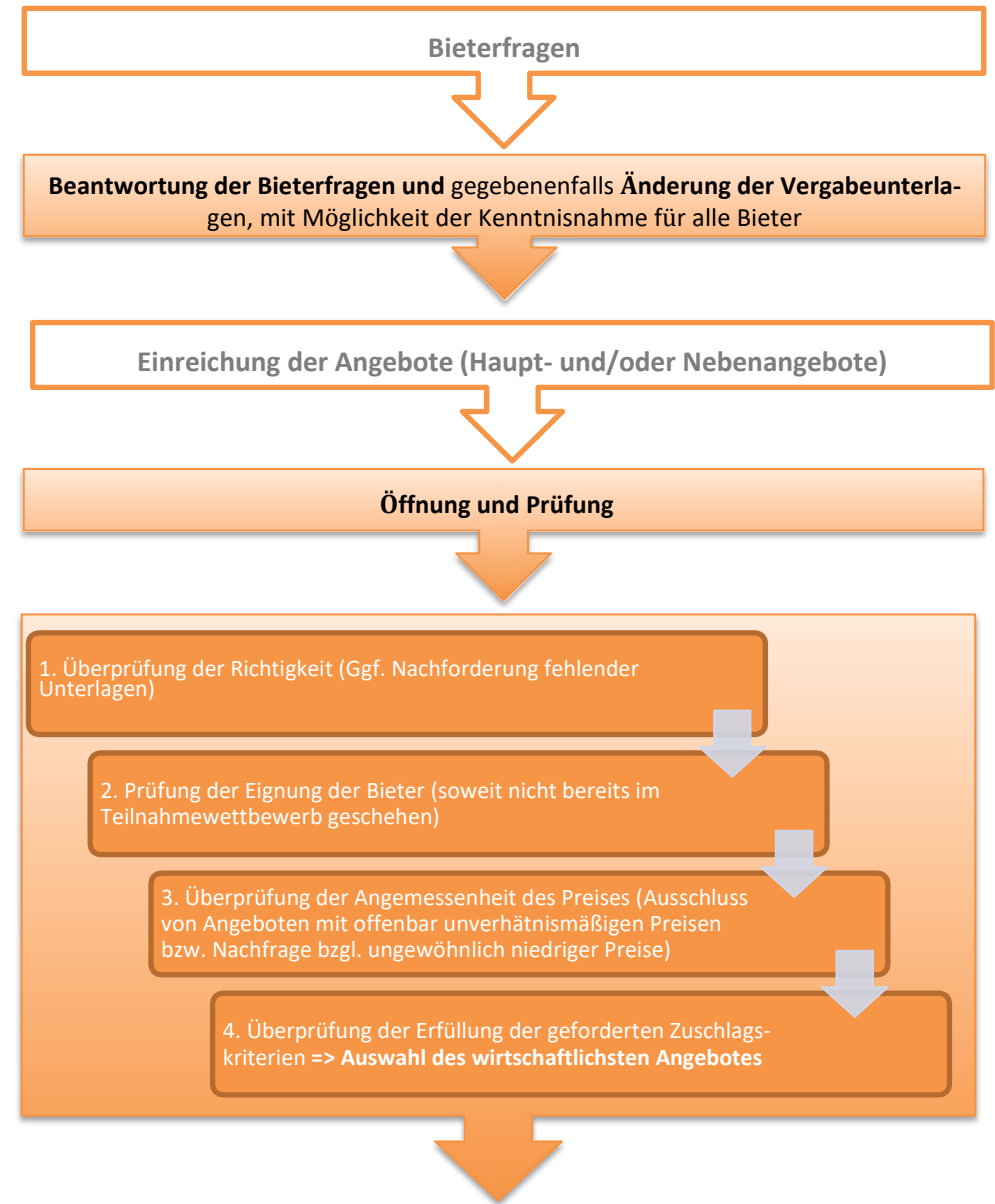 Bieterfragen
Beantwortung der Bieterfragen und gegebenenfalls Änderung der Vergabeunterla-
gen, mit Möglichkeit der Kenntnisnahme für alle Bieter
Einreichung der Angebote (Haupt- und/oder Nebenangebote)
Öffnung und Prüfung
1. Überprüfung der Richtigkeit (Ggf. Nachforderung fehlender
Unterlagen)
2. Prüfung der Eignung der Bieter (soweit nicht bereits im
Teilnahmewettbewerb geschehen)
3. Überprüfung der Angemessenheit des Preises (Ausschluss
von Angeboten mit offenbar unverhätnismäßigen Preisen
bzw. Nachfrage bzgl. ungewöhnlich niedriger Preise)
4. Überprüfung der Erfüllung der geforderten Zuschlags-
kriterien => Auswahl des wirtschaftlichsten Angebotes